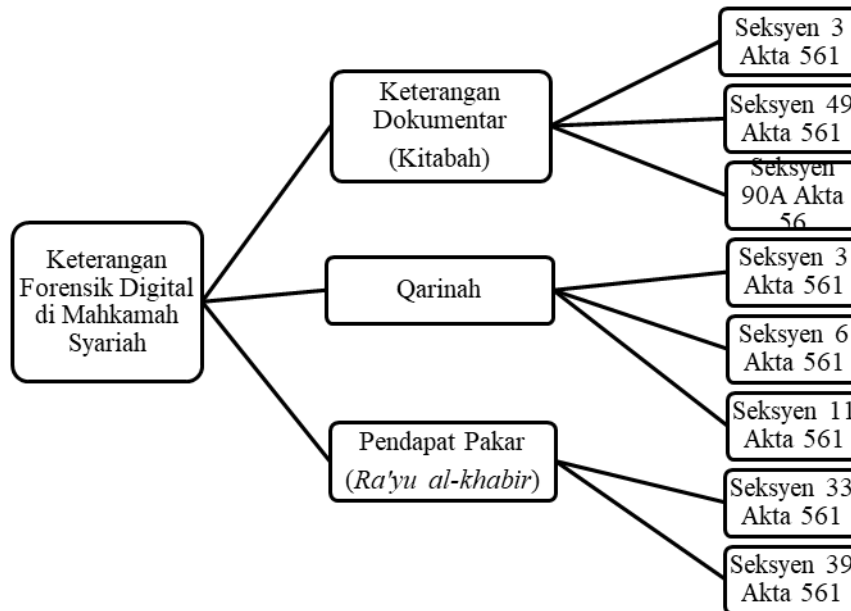 Keterangan
Forensik Digital
di Mahkamah
Syariah
Keterangan
Dokumentar
(Kitabah)
Seksyen 3
Akta 561
Seksyen 49
Akta 561
Seksyen
90A Akta
56
Qarinah
Seksyen 3
Akta 561
Seksyen 6
Akta 561
Seksyen 11
Akta 561
Pendapat Pakar
(Ra'yu al-khabir)
Seksyen 33
Akta 561
Seksyen 39
Akta 561